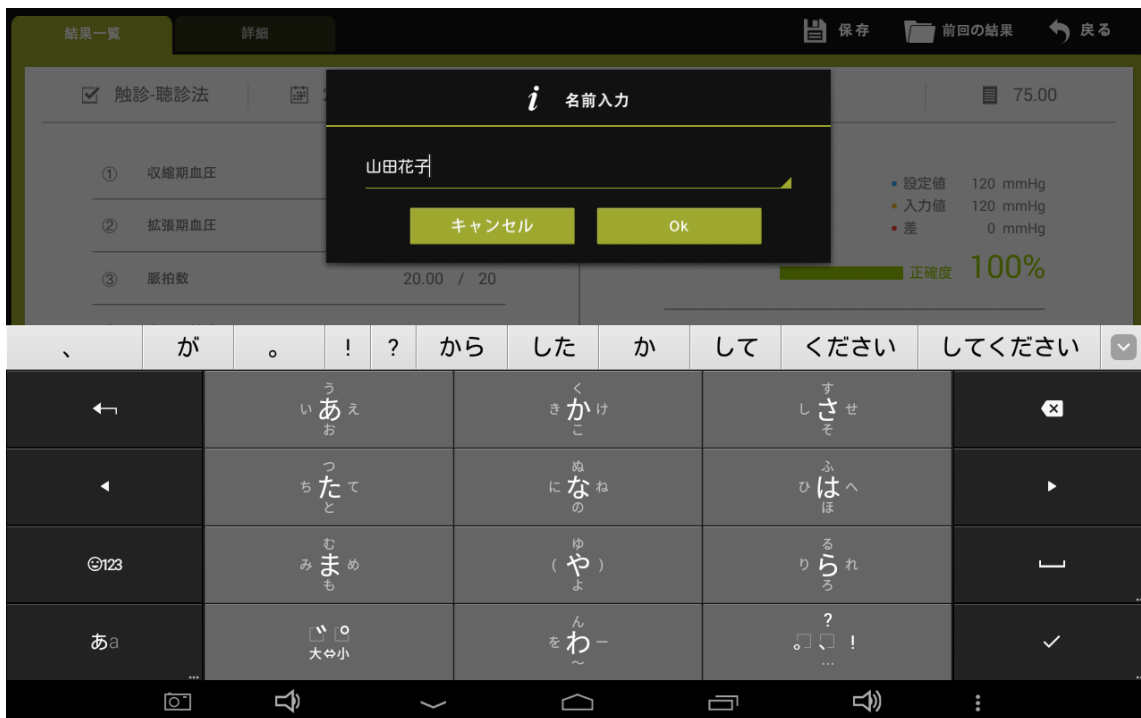 結果一覧 詳細 保存 前回の結果 戻る
触診-聴診法 75.00
i 名前入力
山田花子
キャンセル Ok
① 収縮期血圧
② 拡張期血圧
③ 脈拍数 20.00 / 20
• 設定値 120 mmHg
• 入力値 120 mmHg
• 差 0 mmHg
正確度 100%
、 が 。 ! ? から した か して ください してください
う く す
い あ え き か け し さ せ
お こ そ
つ ぬ ふ
ち た て に な ね ひ は へ
と の ほ
む ゆ る
☺123 み ま め ( や ) り ら れ
も よ ろ
ん ?
あa 大⇔小 を わ ー 。 、 !
〜 …